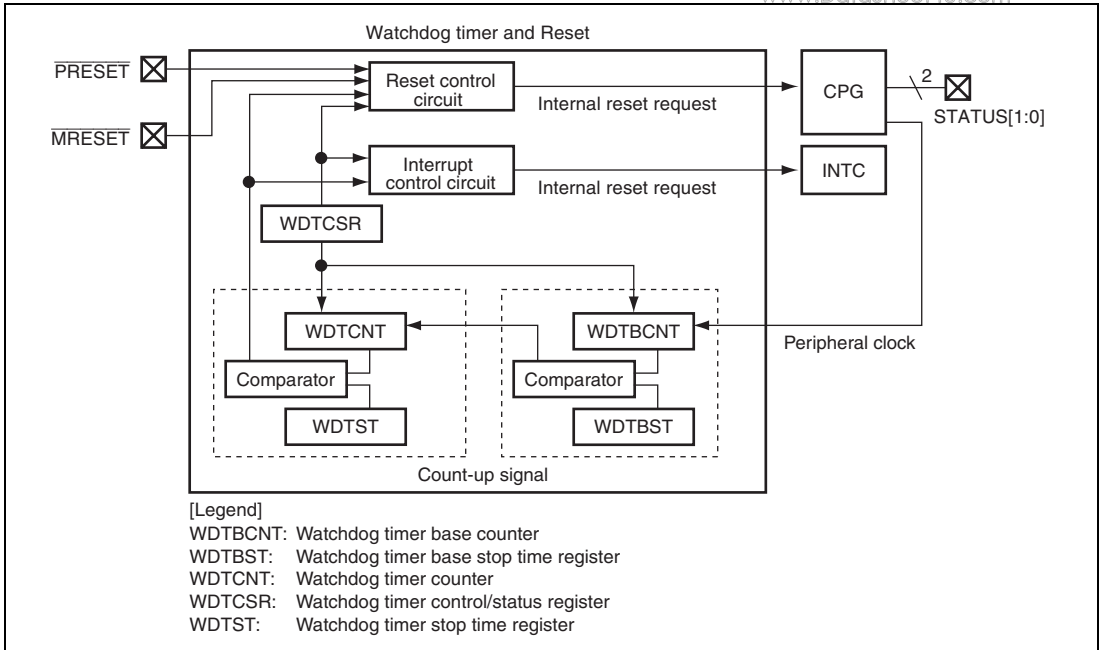 Watchdog timer and Reset
PRESET
MRESET
Reset control
circuit
Internal reset request
CPG
2
STATUS[1:0]
Interrupt
control circuit
Internal reset request
INTC
WDTCSR
WDTCNT
WDTBCNT
Peripheral clock
Comparator
Comparator
WDTST
WDTBST
Count-up signal
[Legend]
WDTBCNT: Watchdog timer base counter
WDTBST: Watchdog timer base stop time register
WDTCNT: Watchdog timer counter
WDTCSR: Watchdog timer control/status register
WDTST: Watchdog timer stop time register